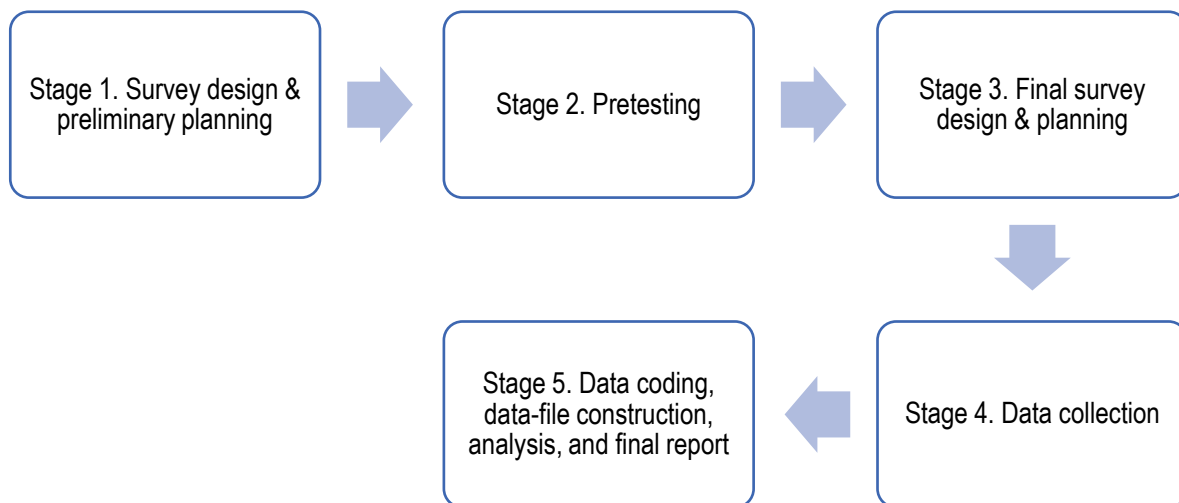 Stage 1. Survey design &
preliminary planning
Stage 2. Pretesting
Stage 3. Final survey
design & planning
Stage 4. Data collection
Stage 5. Data coding,
data-file construction,
analysis, and final report